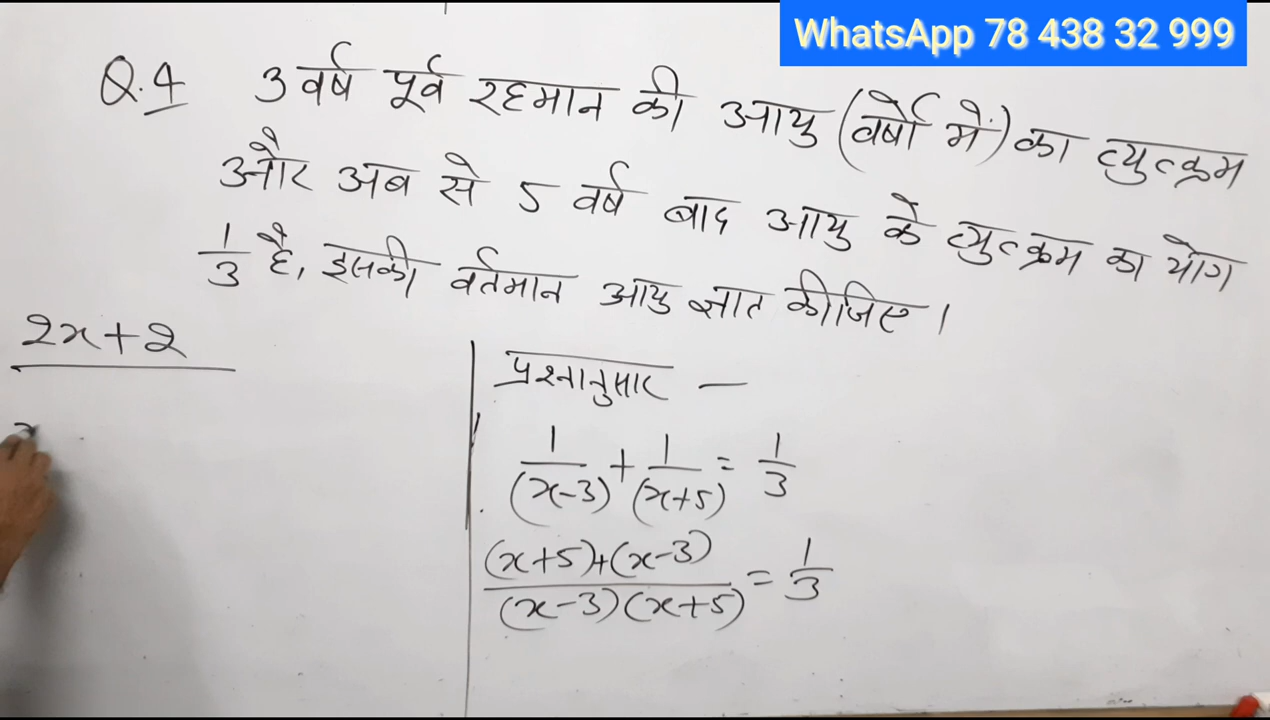 WhatsApp 78 438 32 999
Q.4 3 वर्ष पूर्व रहमान की आयु (वर्षो में) का व्युत्क्रम
और अब से 5 वर्ष बाद आयु के व्युत्क्रम का योग
1/3 है, इसकी वर्तमान आयु ज्ञात कीजिए।
2x+2
प्रश्नानुसार —
1/(x-3) + 1/(x+5) = 1/3
(x+5)+(x-3)/(x-3)(x+5) = 1/3